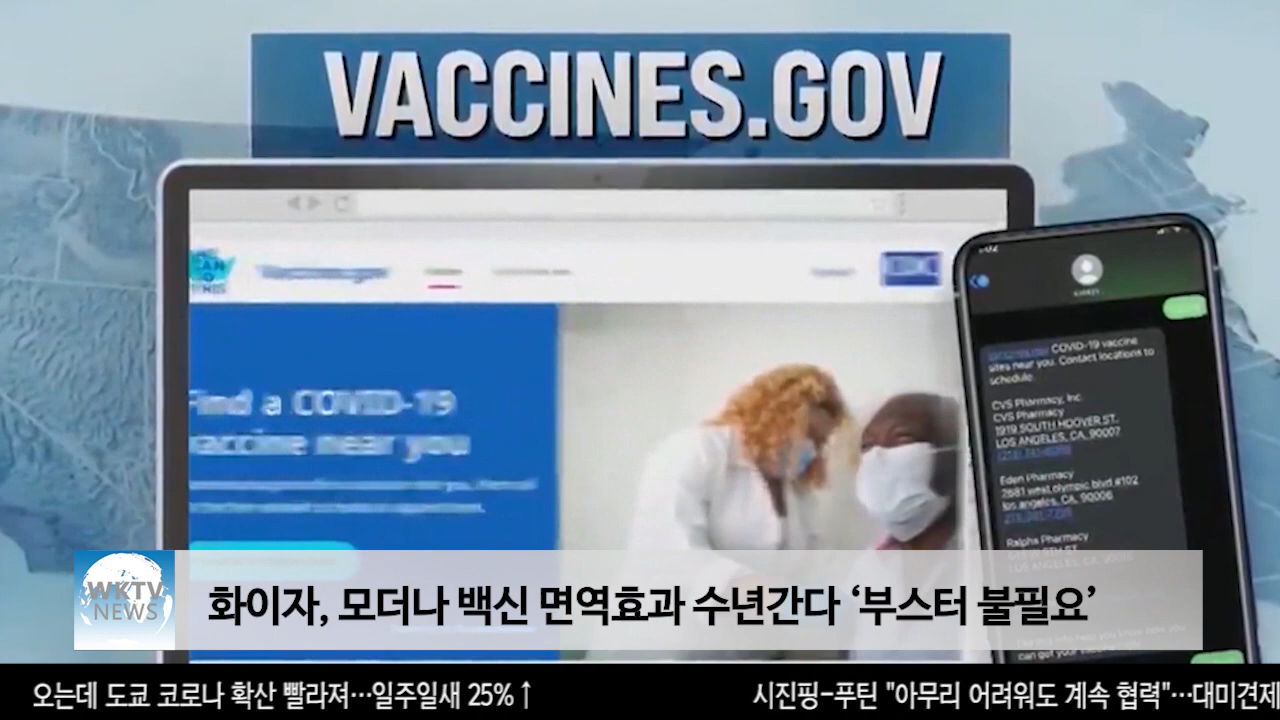 VACCINES.GOV
Find a COVID-19
vaccine near you
COVID-19 vaccine
sites near you. Contact locations to
schedule.
CVS Pharmacy, Inc.
CVS Pharmacy
1919 SOUTH HOOVER ST.
LOS ANGELES, CA, 90007
Eden Pharmacy
2681 west olympic blvd #102
los angeles, CA, 90006
Ralphs Pharmacy
can get your
WKTV
NEWS
화이자, 모더나 백신 면역효과 수년간다 ‘부스터 불필요’
오는데 도쿄 코로나 확산 빨라져…일주일새 25%↑
시진핑-푸틴 "아무리 어려워도 계속 협력"…대미견제